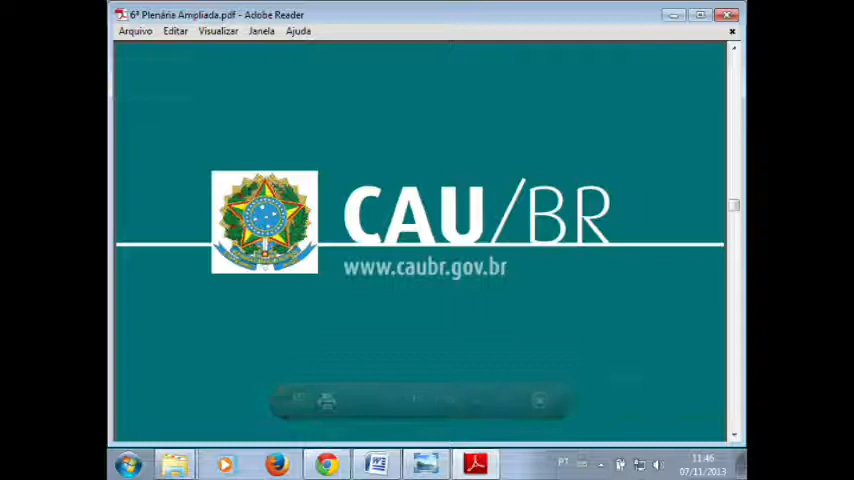 6ª Plenária Ampliada.pdf - Adobe Reader
Arquivo Editar Visualizar Janela Ajuda
CAU/BR
www.caubr.gov.br
PT
11:46
07/11/2013